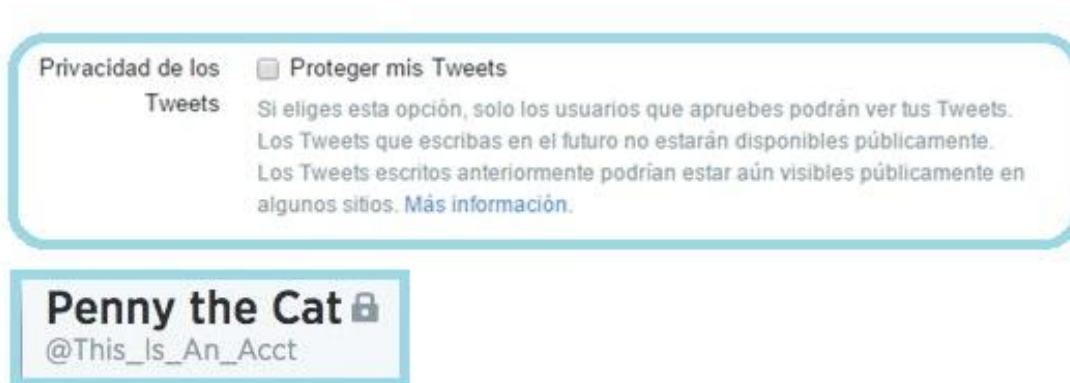 Privacidad de los Tweets
Proteger mis Tweets
Si eliges esta opción, solo los usuarios que apruebes podrán ver tus Tweets.
Los Tweets que escribas en el futuro no estarán disponibles públicamente.
Los Tweets escritos anteriormente podrían estar aún visibles públicamente en
algunos sitios. Más información.
Penny the Cat
@This_Is_An_Acct